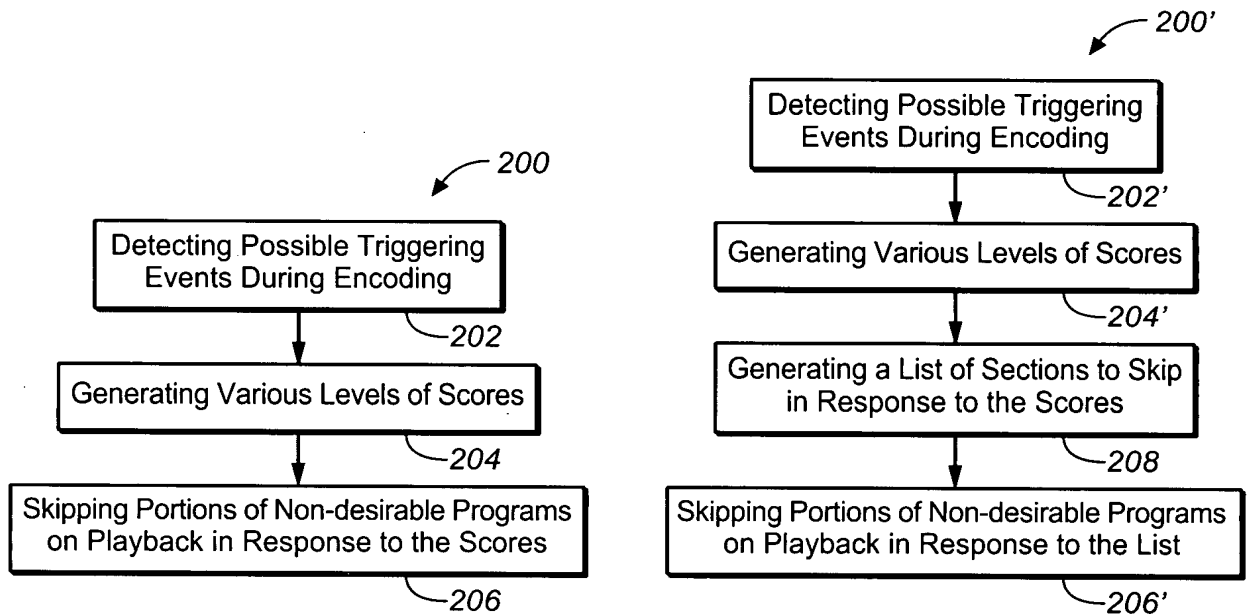 200
Detecting Possible Triggering
Events During Encoding
202
Generating Various Levels of Scores
204
Skipping Portions of Non-desirable Programs
on Playback in Response to the Scores
206
200’
Detecting Possible Triggering
Events During Encoding
202’
Generating Various Levels of Scores
204’
Generating a List of Sections to Skip
in Response to the Scores
208
Skipping Portions of Non-desirable Programs
on Playback in Response to the List
206’